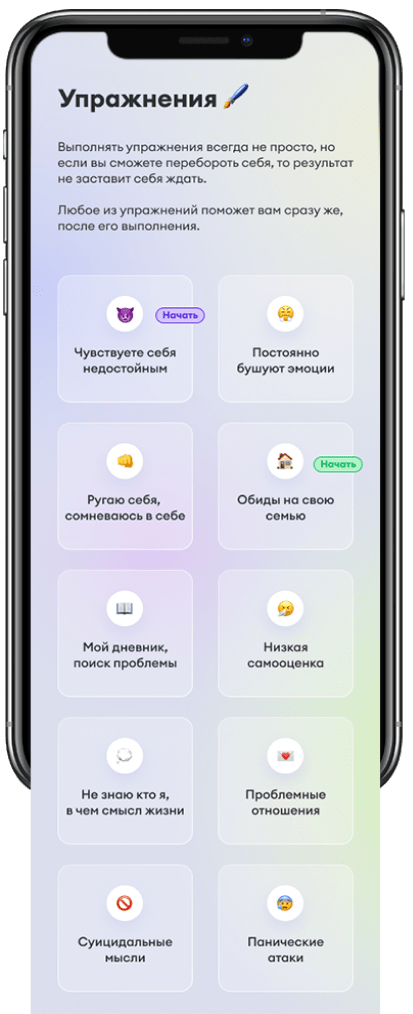 Упражнения
Выполнять упражнения всегда не просто, но
если вы сможете перебороть себя, то результат
не заставит себя ждать.
Любое из упражнений поможет вам сразу же,
после его выполнения.
Начать
Чувствуете себя
недостойным
Постоянно
бушуют эмоции
Ругаю себя,
сомневаюсь в себе
Начать
Обиды на свою
семью
Мой дневник,
поиск проблемы
Низкая
самооценка
Не знаю кто я,
в чем смысл жизни
Проблемные
отношения
Суицидальные
мысли
Панические
атаки